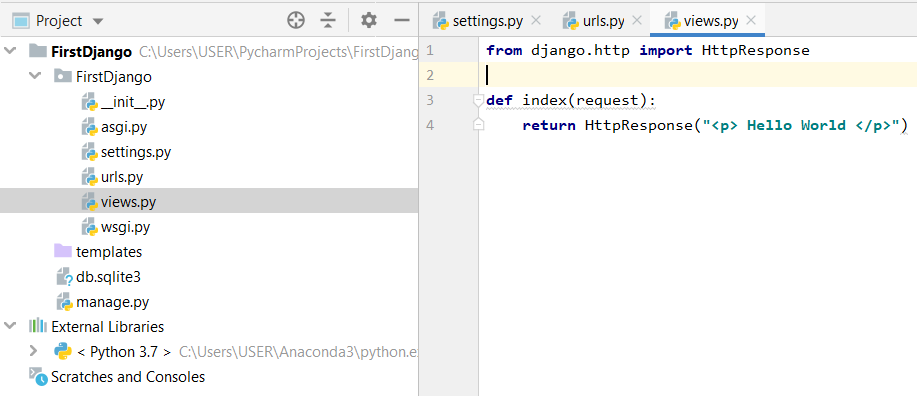 Project
FirstDjango C:\Users\USER\PycharmProjects\FirstDjang
FirstDjango
__init__.py
asgi.py
settings.py
urls.py
views.py
wsgi.py
templates
db.sqlite3
manage.py
External Libraries
< Python 3.7 > C:\Users\USER\Anaconda3\python.e
Scratches and Consoles
settings.py urls.py views.py
1 from django.http import HttpResponse
2
3 def index(request):
4 return HttpResponse("<p> Hello World </p>")